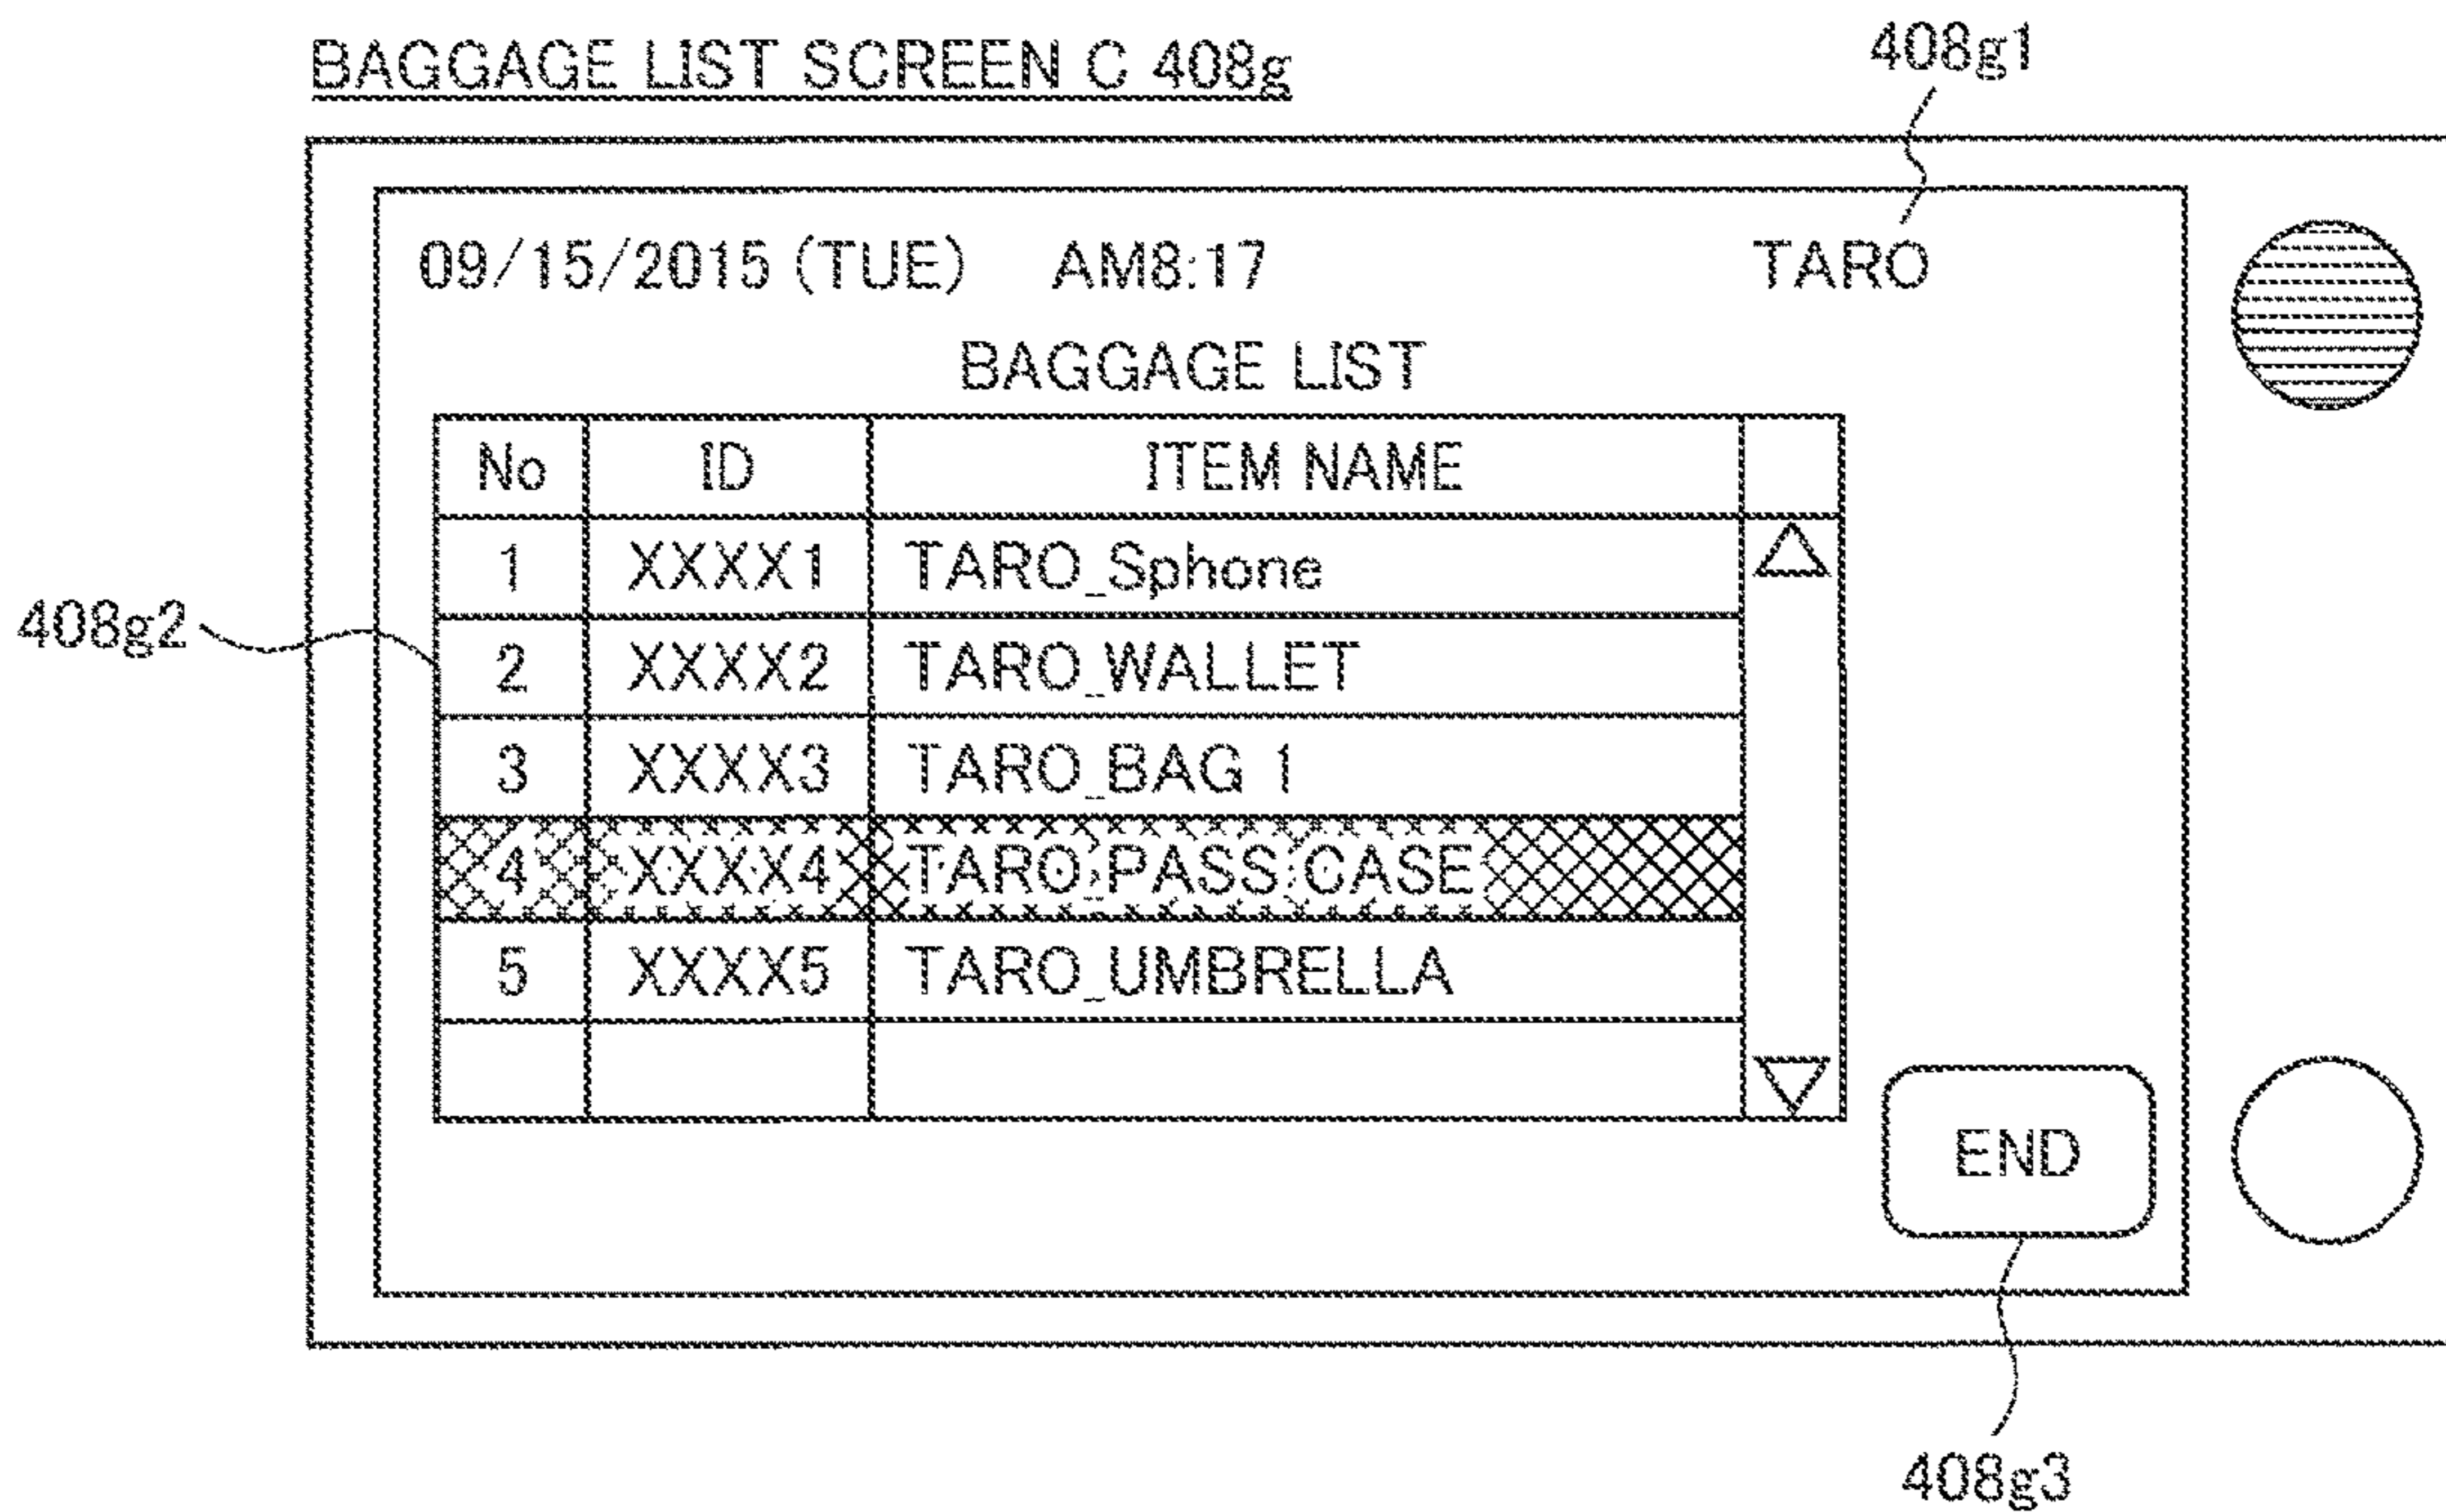 BAGGAGE LIST SCREEN C 408g
408g1
09/15/2015 (TUE) AM8:17 TARO
BAGGAGE LIST
No ID ITEM NAME
1 XXXX1 TARO_Sphone
408g2
2 XXXX2 TARO_WALLET
3 XXXX3 TARO_BAG 1
4 XXXX4 TARO_PASS CASE
5 XXXX5 TARO_UMBRELLA
END
408g3